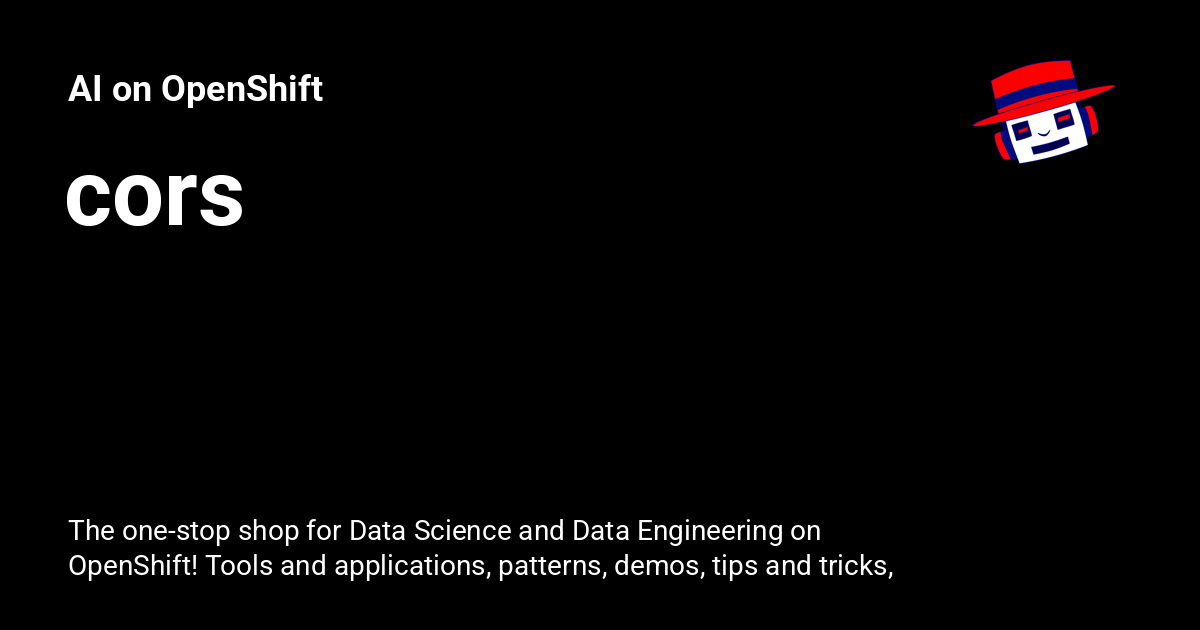 AI on OpenShift
cors
The one-stop shop for Data Science and Data Engineering on
OpenShift! Tools and applications, patterns, demos, tips and tricks,